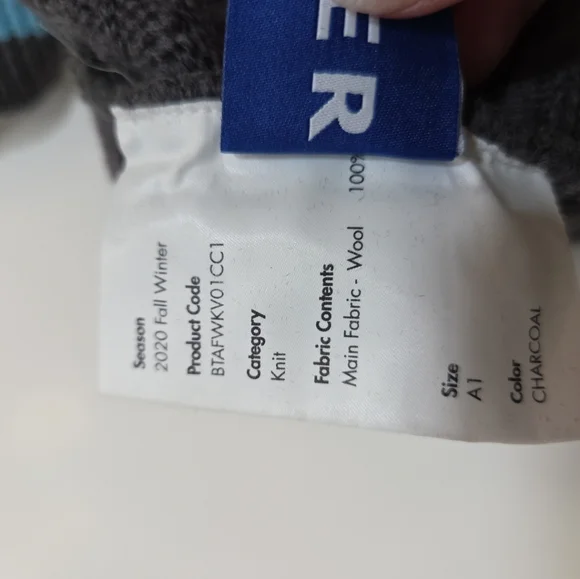 ER
Season
2020 Fall Winter
Product Code
BTAFWKV01CC1
Category
Knit
Fabric Contents
Main Fabric - Wool 100%
Size
A1
Color
CHARCOAL